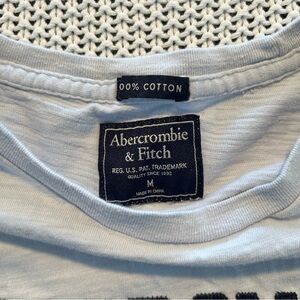 00% COTTON
Abercrombie
& Fitch
REG. U.S. PAT. TRADEMARK
QUALITY SINCE 1892
M
MADE IN CHINA